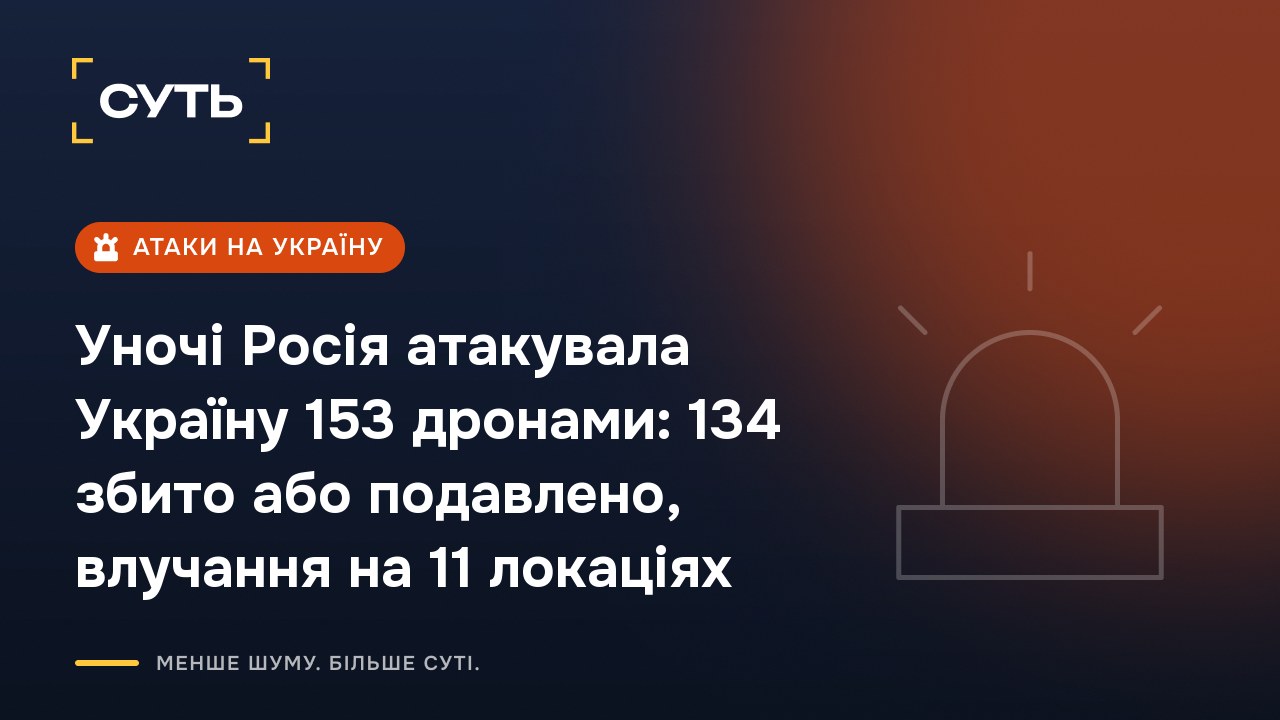 СУТЬ
АТАКИ НА УКРАЇНУ
Уночі Росія атакувала
Україну 153 дронами: 134
збито або подавлено,
влучання на 11 локаціях
МЕНШЕ ШУМУ. БІЛЬШЕ СУТІ.